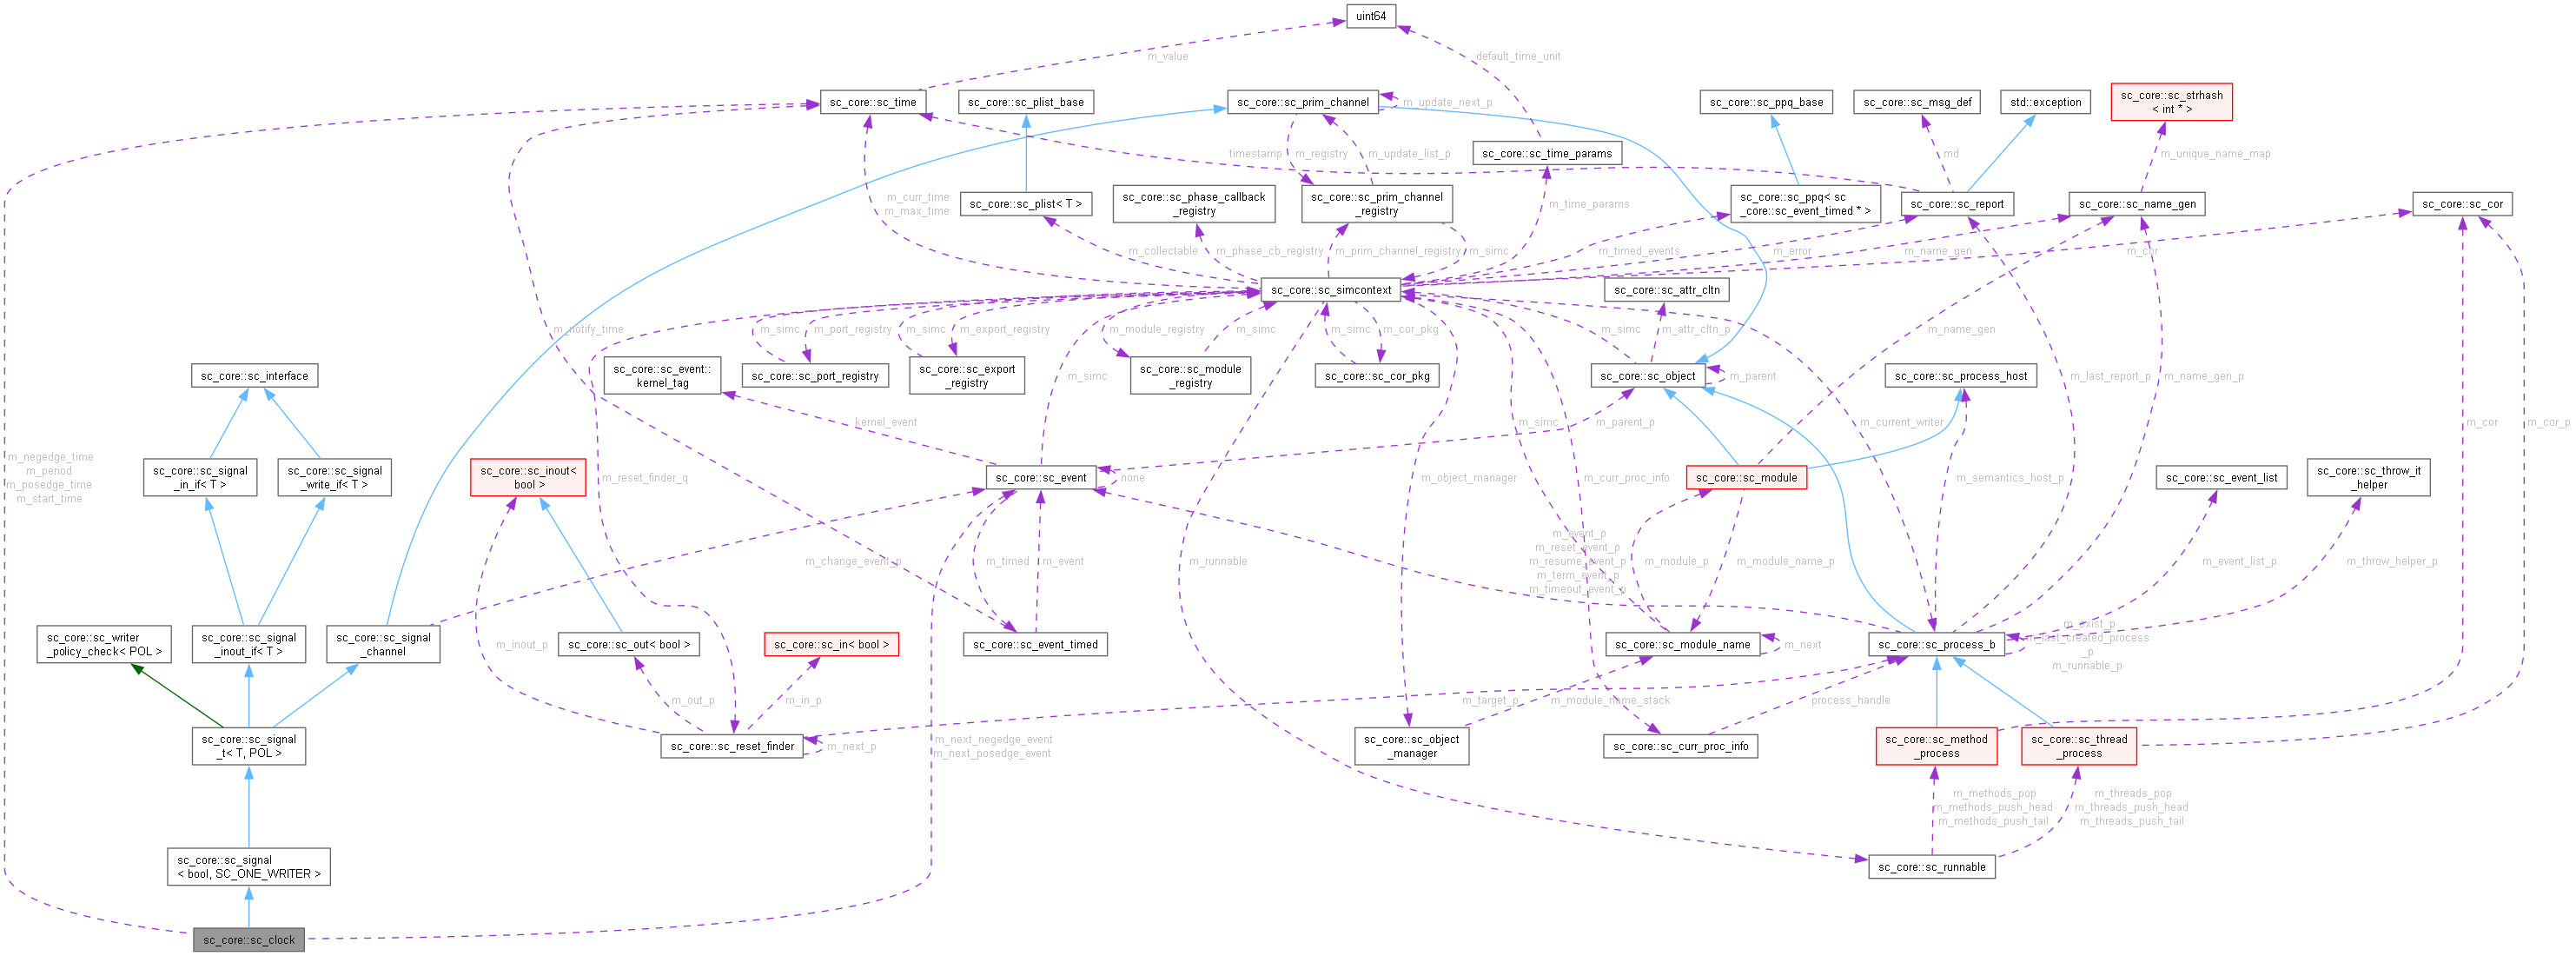 uint64
m_value
default_time_unit
sc_core::sc_time
sc_core::sc_plist_base
sc_core::sc_prim_channel
m_update_next_p
sc_core::sc_ppq_base
sc_core::sc_msg_def
std::exception
sc_core::sc_strhash
< int * >
timestamp
m_registry
m_update_list_p
sc_core::sc_time_params
md
m_unique_name_map
m_curr_time
m_max_time
sc_core::sc_plist< T >
sc_core::sc_phase_callback
_registry
sc_core::sc_prim_channel
_registry
m_time_params
sc_core::sc_ppq< sc
_core::sc_event_timed * >
sc_core::sc_report
sc_core::sc_name_gen
sc_core::sc_cor
m_collectable
m_phase_cb_registry
m_prim_channel_registry
m_simc
m_timed_events
m_error
m_name_gen
m_cor
sc_core::sc_simcontext
sc_core::sc_attr_cltn
m_notify_time
m_simc
m_port_registry
m_simc
m_export_registry
m_module_registry
m_simc
m_simc
m_cor_pkg
m_simc
m_attr_cltn_p
m_name_gen
sc_core::sc_interface
sc_core::sc_event::
kernel_tag
sc_core::sc_port_registry
sc_core::sc_export
_registry
m_simc
sc_core::sc_module
_registry
sc_core::sc_cor_pkg
sc_core::sc_object
m_parent
sc_core::sc_process_host
m_last_report_p
m_name_gen_p
kernel_event
m_simc
m_parent_p
m_current_writer
m_cor
m_cor_p
m_negedge_time
m_period
m_posedge_time
m_start_time
sc_core::sc_signal
_in_if< T >
sc_core::sc_signal
_write_if< T >
sc_core::sc_inout<
bool >
m_reset_finder_q
sc_core::sc_event
none
m_object_manager
m_curr_proc_info
sc_core::sc_module
m_semantics_host_p
sc_core::sc_event_list
sc_core::sc_throw_it
_helper
m_change_event_p
m_timed
m_event
m_runnable
m_event_p
m_reset_event_p
m_resume_event_p
m_term_event_p
m_timeout_event_p
m_module_p
m_module_name_p
m_event_list_p
m_throw_helper_p
sc_core::sc_writer
_policy_check< POL >
sc_core::sc_signal
_inout_if< T >
sc_core::sc_signal
_channel
m_inout_p
sc_core::sc_out< bool >
sc_core::sc_in< bool >
sc_core::sc_event_timed
sc_core::sc_module_name
m_next
sc_core::sc_process_b
m_exist_p
m_last_created_process
_p
m_runnable_p
m_out_p
m_in_p
m_target_p
m_module_name_stack
process_handle
sc_core::sc_signal
_t< T, POL >
sc_core::sc_reset_finder
m_next_p
m_next_negedge_event
m_next_posedge_event
sc_core::sc_object
_manager
sc_core::sc_curr_proc_info
sc_core::sc_method
_process
sc_core::sc_thread
_process
m_methods_pop
m_methods_push_head
m_methods_push_tail
m_threads_pop
m_threads_push_head
m_threads_push_tail
sc_core::sc_signal
< bool, SC_ONE_WRITER >
sc_core::sc_runnable
sc_core::sc_clock